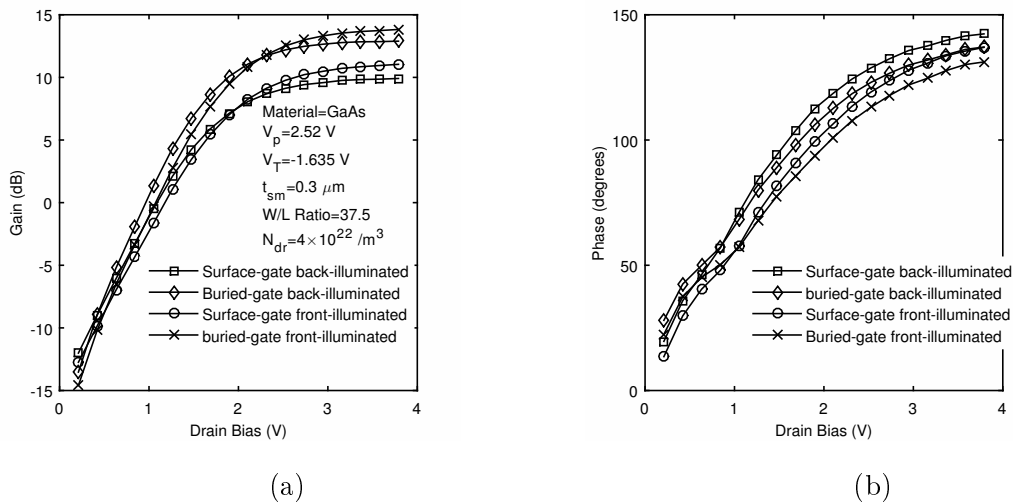 15
10
5
0
-5
-10
-15
Gain (dB)
Material=GaAs
V_p=2.52 V
V_T=-1.635 V
t_sm=0.3 μm
W/L Ratio=37.5
N_dr=4×10^22 /m^3
Surface-gate back-illuminated
Buried-gate back-illuminated
Surface-gate front-illuminated
buried-gate front-illuminated
0 1 2 3 4
Drain Bias (V)
(a)
150
100
50
0
Phase (degrees)
Surface-gate back-illuminated
buried-gate back-illuminated
Surface-gate front-illuminated
Buried-gate front-illuminated
0 1 2 3 4
Drain Bias (V)
(b)